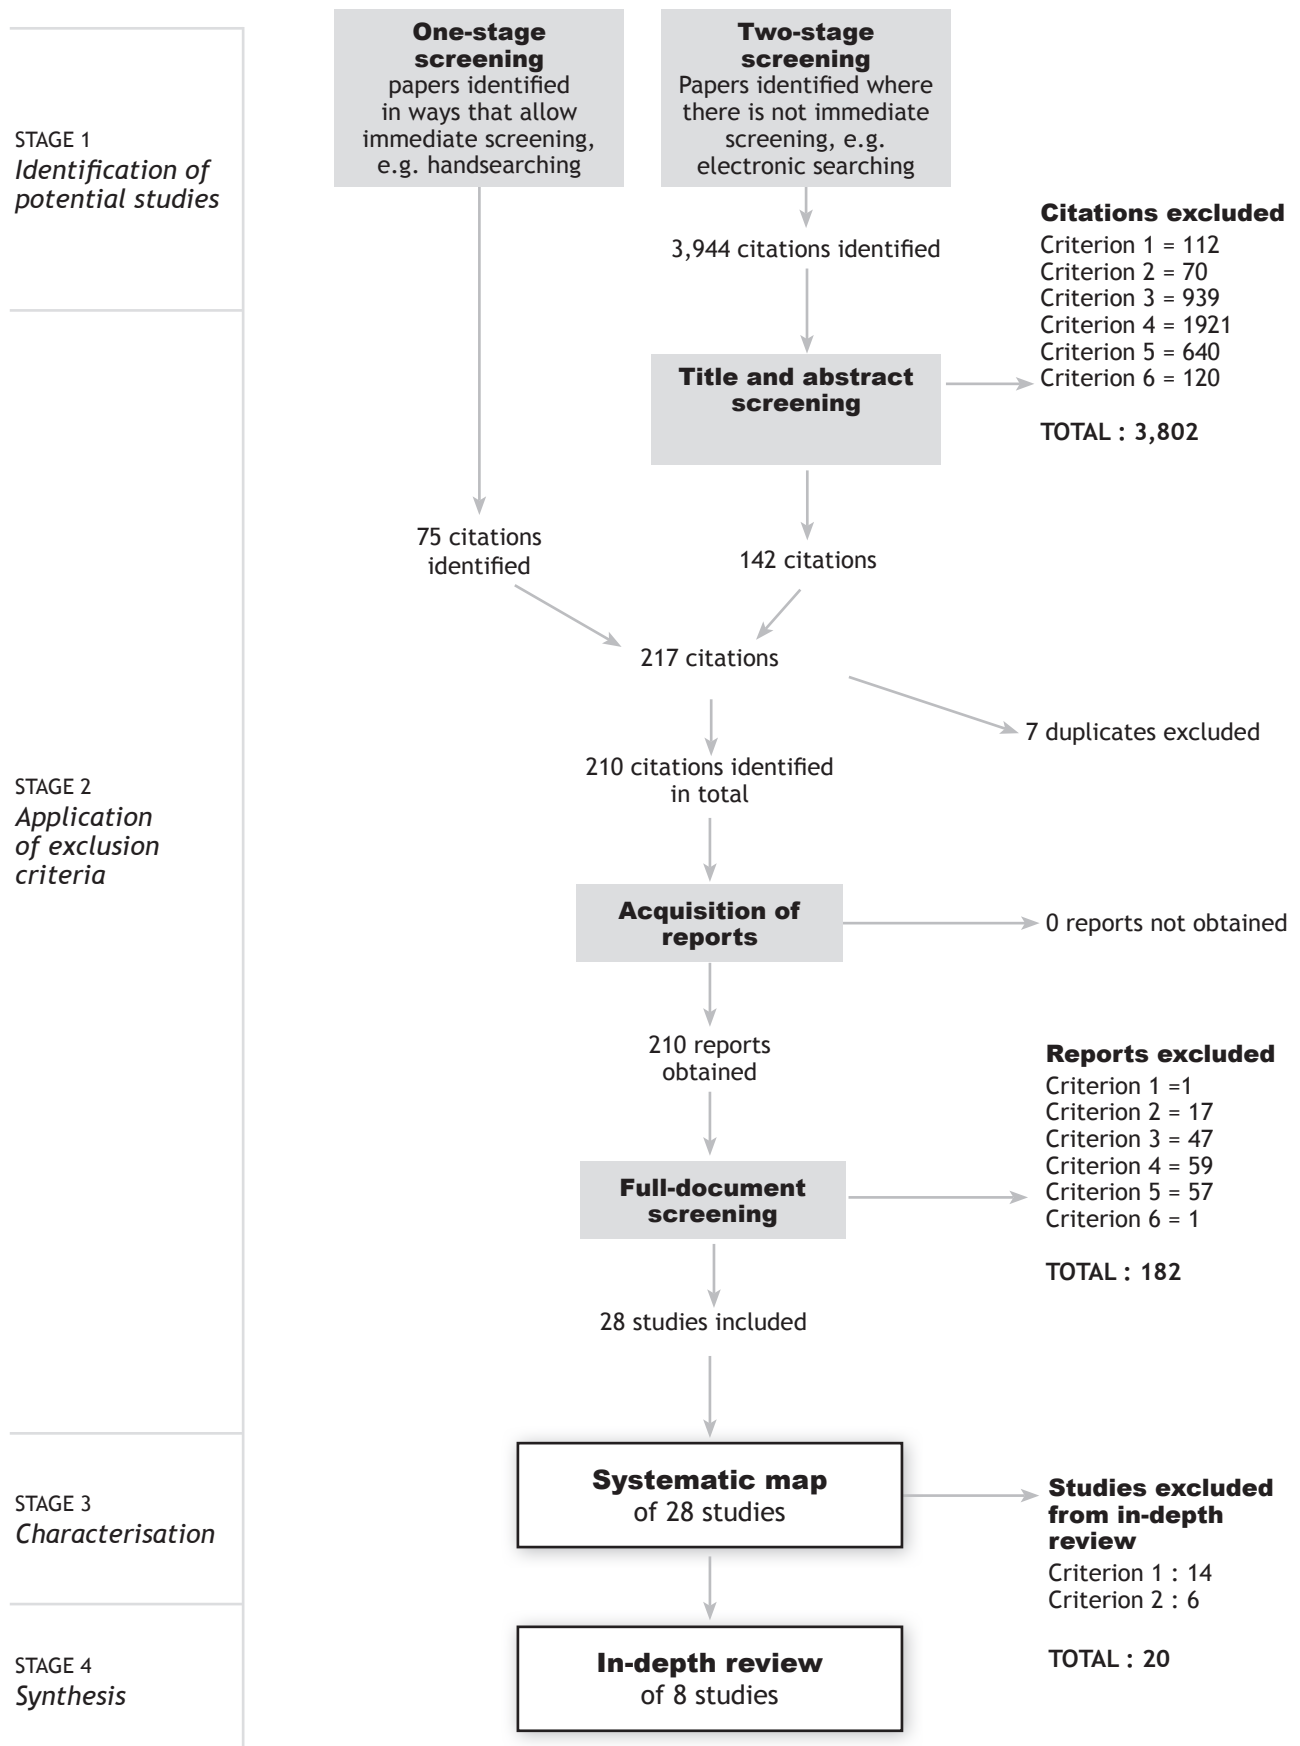 STAGE 1
Identification of
potential studies
One-stage
screening
papers identified
in ways that allow
immediate screening,
e.g. handsearching
Two-stage
screening
Papers identified where
there is not immediate
screening, e.g.
electronic searching
3,944 citations identified
Citations excluded
Criterion 1 = 112
Criterion 2 = 70
Criterion 3 = 939
Criterion 4 = 1921
Criterion 5 = 640
Criterion 6 = 120
TOTAL : 3,802
STAGE 2
Application
of exclusion
criteria
Title and abstract
screening
75 citations
identified
142 citations
217 citations
7 duplicates excluded
210 citations identified
in total
Acquisition of
reports
0 reports not obtained
210 reports
obtained
Full-document
screening
Reports excluded
Criterion 1 =1
Criterion 2 = 17
Criterion 3 = 47
Criterion 4 = 59
Criterion 5 = 57
Criterion 6 = 1
TOTAL : 182
28 studies included
STAGE 3
Characterisation
Systematic map
of 28 studies
Studies excluded
from in-depth
review
Criterion 1 : 14
Criterion 2 : 6
TOTAL : 20
STAGE 4
Synthesis
In-depth review
of 8 studies